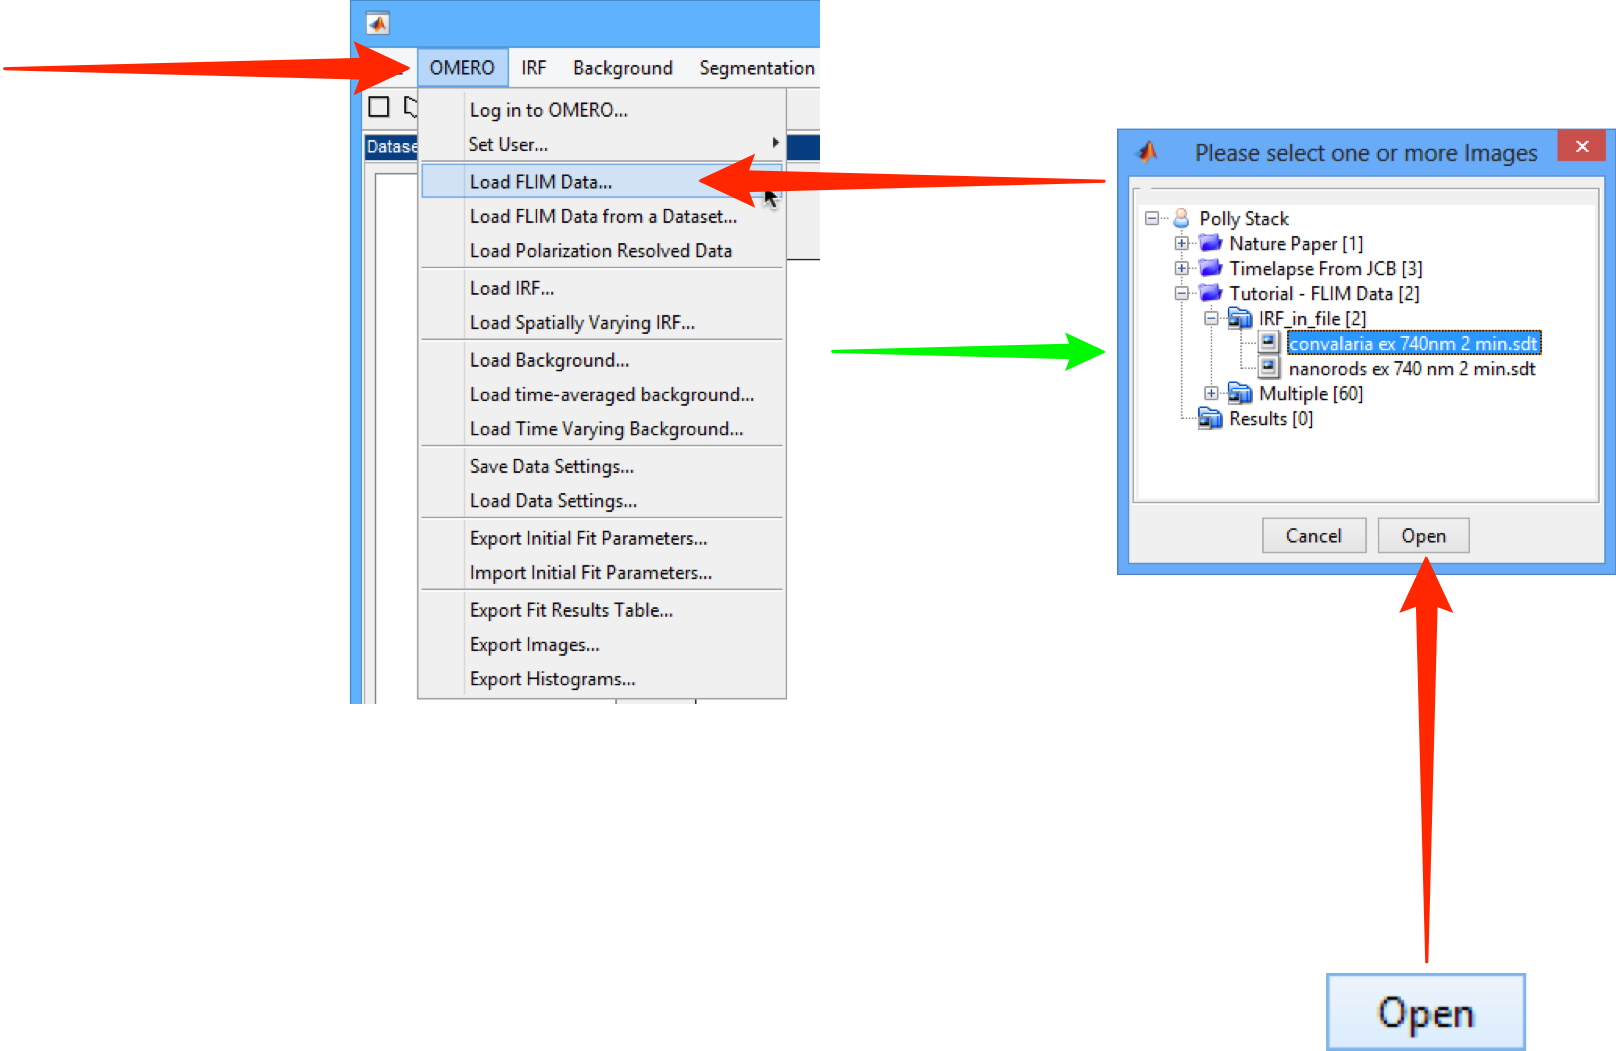 OMERO IRF Background Segmentation
Log in to OMERO...
Datase
Set User...
Load FLIM Data...
Load FLIM Data from a Dataset...
Load Polarization Resolved Data
Load IRF...
Load Spatially Varying IRF...
Load Background...
Load time-averaged background...
Load Time Varying Background...
Save Data Settings...
Load Data Settings...
Export Initial Fit Parameters...
Import Initial Fit Parameters...
Export Fit Results Table...
Export Images...
Export Histograms...
Please select one or more Images
Polly Stack
Nature Paper [1]
Timelapse From JCB [3]
Tutorial - FLIM Data [2]
IRF_in_file [2]
convalaria ex 740nm 2 min.sdt
nanorods ex 740 nm 2 min.sdt
Multiple [60]
Results [0]
Cancel Open
Open